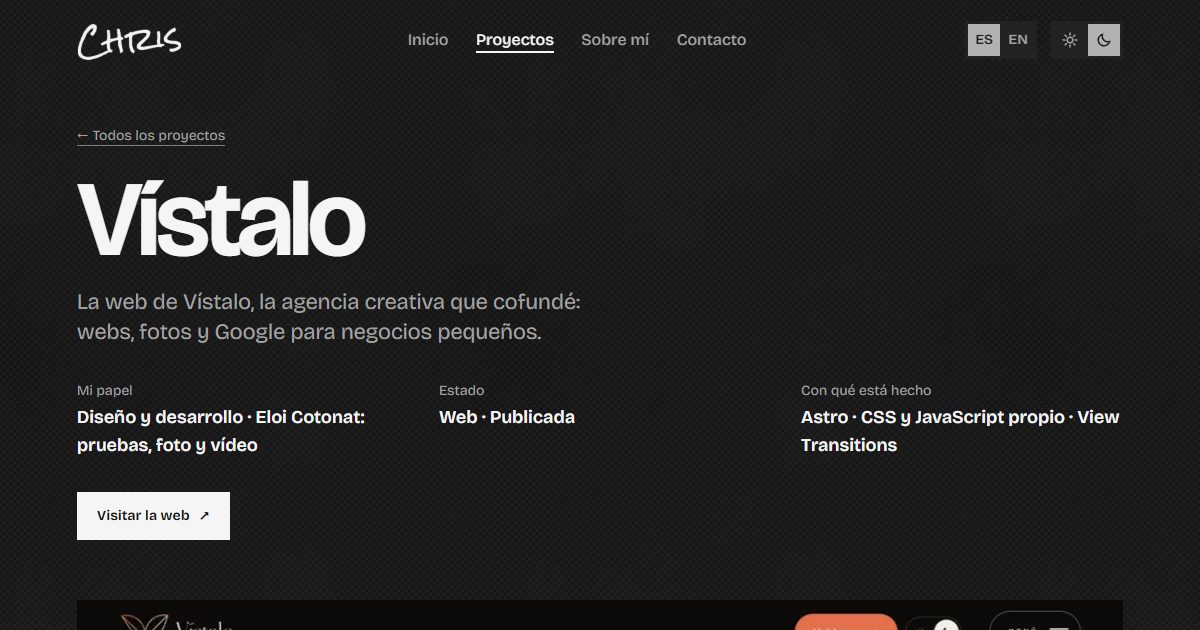 CHRIS
Inicio
Proyectos
Sobre mí
Contacto
ES
EN
← Todos los proyectos
Vístalo
La web de Vístalo, la agencia creativa que cofundé:
webs, fotos y Google para negocios pequeños.
Mi papel
Diseño y desarrollo · Eloi Cotonat:
pruebas, foto y vídeo
Estado
Web · Publicada
Con qué está hecho
Astro · CSS y JavaScript propio · View
Transitions
Visitar la web ↗
Vístalo